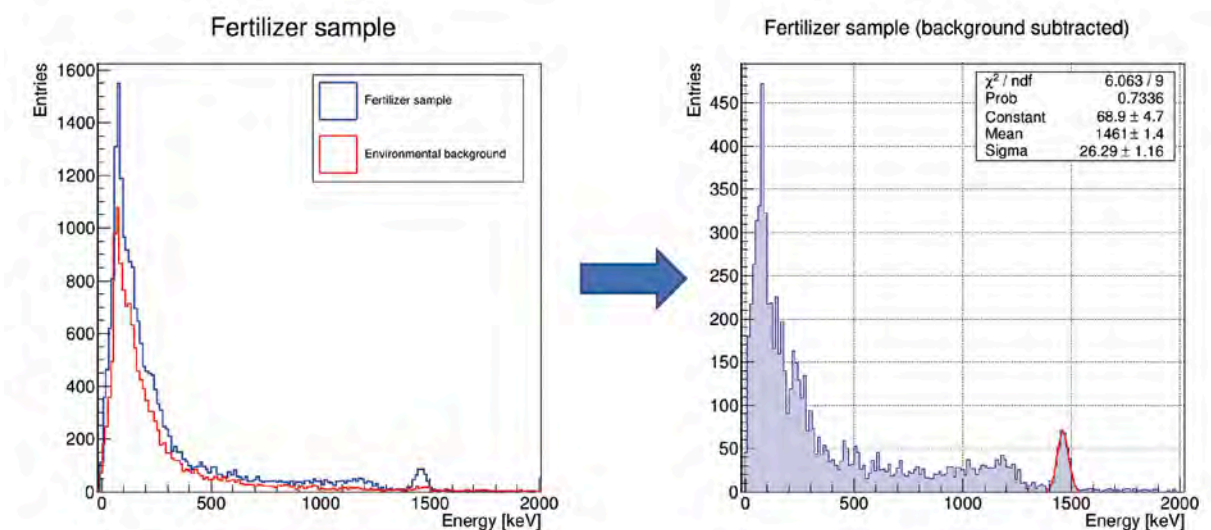 Fertilizer sample
Entries
1600
1400
1200
1000
800
600
400
200
0
0
500
1000
1500
2000
Energy [keV]
Fertilizer sample
Environmental background
Fertilizer sample (background subtracted)
Entries
450
400
350
300
250
200
150
100
50
0
0
500
1000
1500
2000
Energy [keV]
χ² / ndf 6.063 / 9
Prob 0.7336
Constant 68.9 ± 4.7
Mean 1461 ± 1.4
Sigma 26.29 ± 1.16